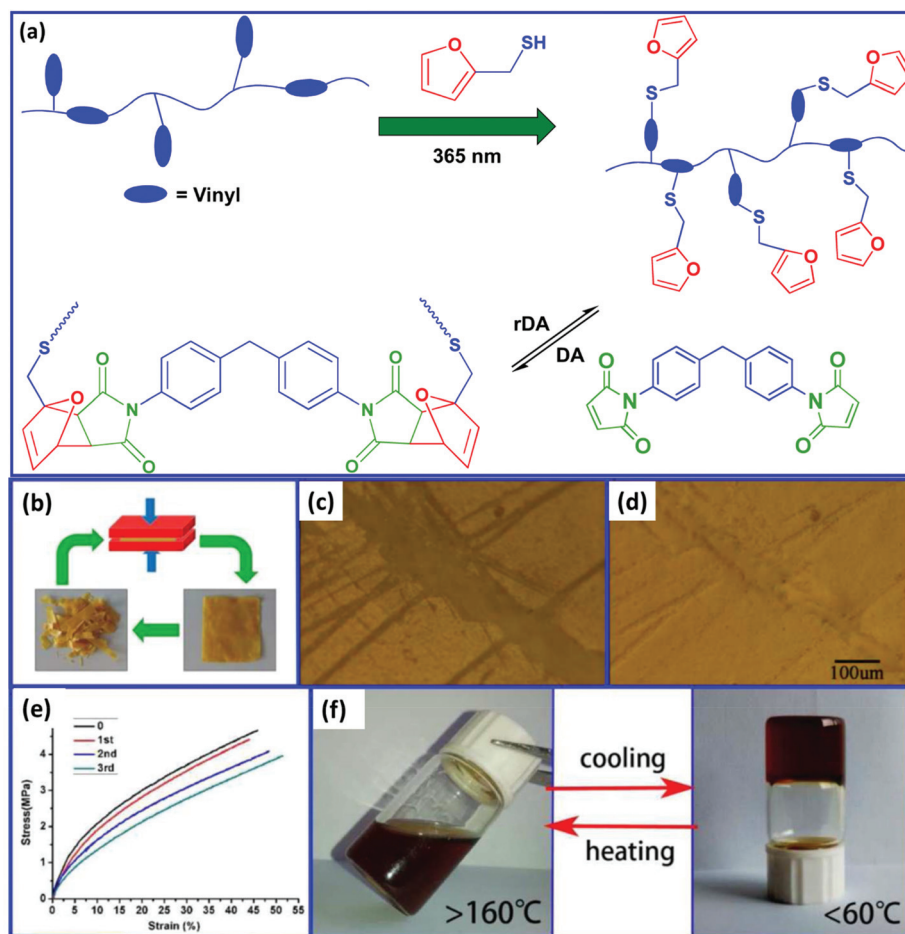 (a)
O
SH
365 nm
= Vinyl
O
S
O
S
S
S
S
O
O
O
S
O
O
N
O
rDA
DA
S
O
N
O
O
O
N
O
N
O
O
(b)
(c)
(d)
100um
(e)
0
1st
2nd
3rd
Stress(MPa)
4
3
2
1
0
0 5 10 15 20 25 30 35 40 45 50 55
Strain (%)
(f)
cooling
heating
>160℃
<60℃